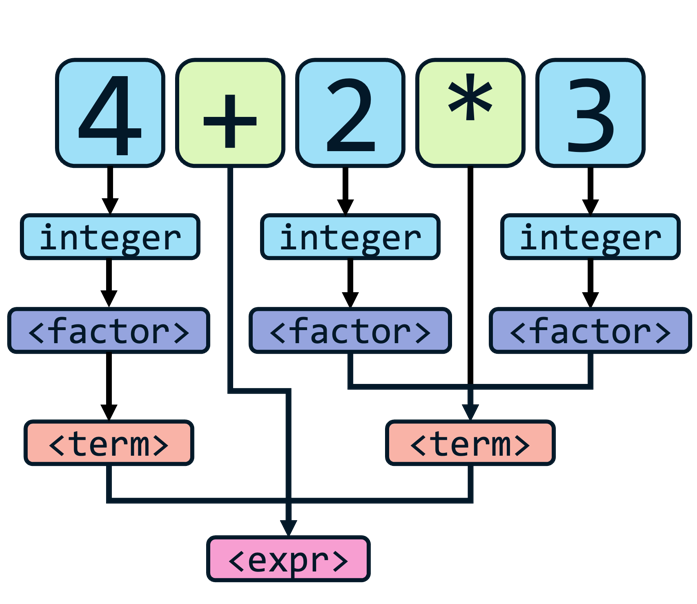 4 + 2 * 3
integer integer integer
<factor> <factor> <factor>
<term> <term>
<expr>